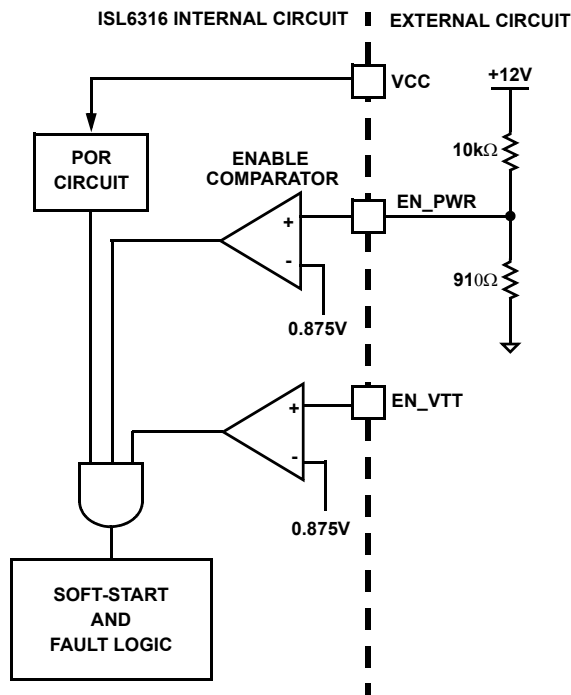 ISL6316 INTERNAL CIRCUIT
EXTERNAL CIRCUIT
VCC
+12V
10kΩ
POR
CIRCUIT
ENABLE
COMPARATOR
EN_PWR
+
-
910Ω
0.875V
EN_VTT
+
-
0.875V
SOFT-START
AND
FAULT LOGIC